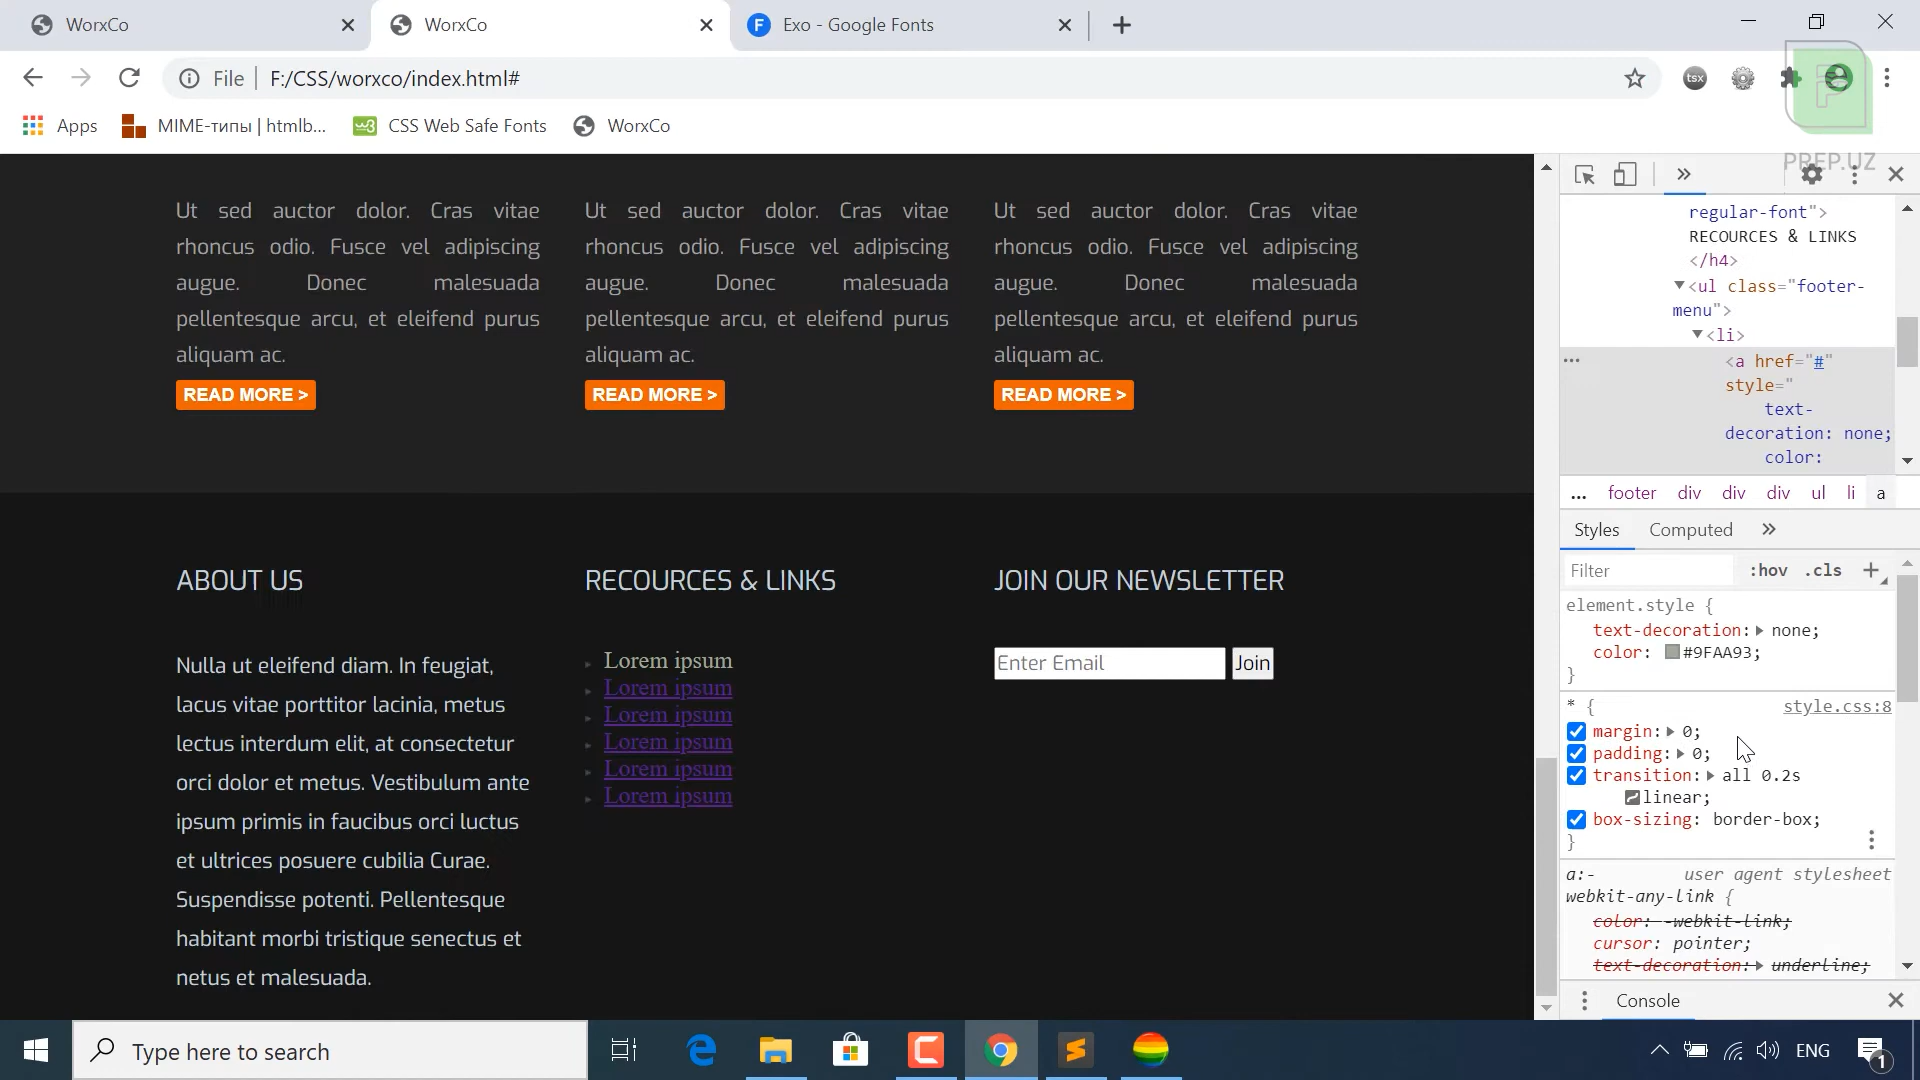 WorxCo
WorxCo
Exo - Google Fonts
File
F:/CSS/worxco/index.html#
tsx
Apps
MIME-типы | htmlb...
CSS Web Safe Fonts
WorxCo
PREP.UZ
Ut sed auctor dolor. Cras vitae
rhoncus odio. Fusce vel adipiscing
augue. Donec malesuada
pellentesque arcu, et eleifend purus
aliquam ac.
READ MORE >
Ut sed auctor dolor. Cras vitae
rhoncus odio. Fusce vel adipiscing
augue. Donec malesuada
pellentesque arcu, et eleifend purus
aliquam ac.
READ MORE >
Ut sed auctor dolor. Cras vitae
rhoncus odio. Fusce vel adipiscing
augue. Donec malesuada
pellentesque arcu, et eleifend purus
aliquam ac.
READ MORE >
ABOUT US
Nulla ut eleifend diam. In feugiat,
lacus vitae porttitor lacinia, metus
lectus interdum elit, at consectetur
orci dolor et metus. Vestibulum ante
ipsum primis in faucibus orci luctus
et ultrices posuere cubilia Curae.
Suspendisse potenti. Pellentesque
habitant morbi tristique senectus et
netus et malesuada.
RECOURCES & LINKS
Lorem ipsum
Lorem ipsum
Lorem ipsum
Lorem ipsum
Lorem ipsum
Lorem ipsum
JOIN OUR NEWSLETTER
Enter Email
Join
regular-font">
RECOURCES & LINKS
</h4>
<ul class="footer-
menu">
<li>
<a href="#"
style="
text-
decoration: none;
color:
... footer div div div ul li a
Styles Computed
Filter
:hov .cls
element.style {
text-decoration: none;
color: #9FAA93;
}
* {
style.css:8
margin: 0;
padding: 0;
transition: all 0.2s
linear;
box-sizing: border-box;
}
a:- user agent stylesheet
webkit-any-link {
color: -webkit-link;
cursor: pointer;
text-decoration: underline;
Console
Type here to search
ENG
1